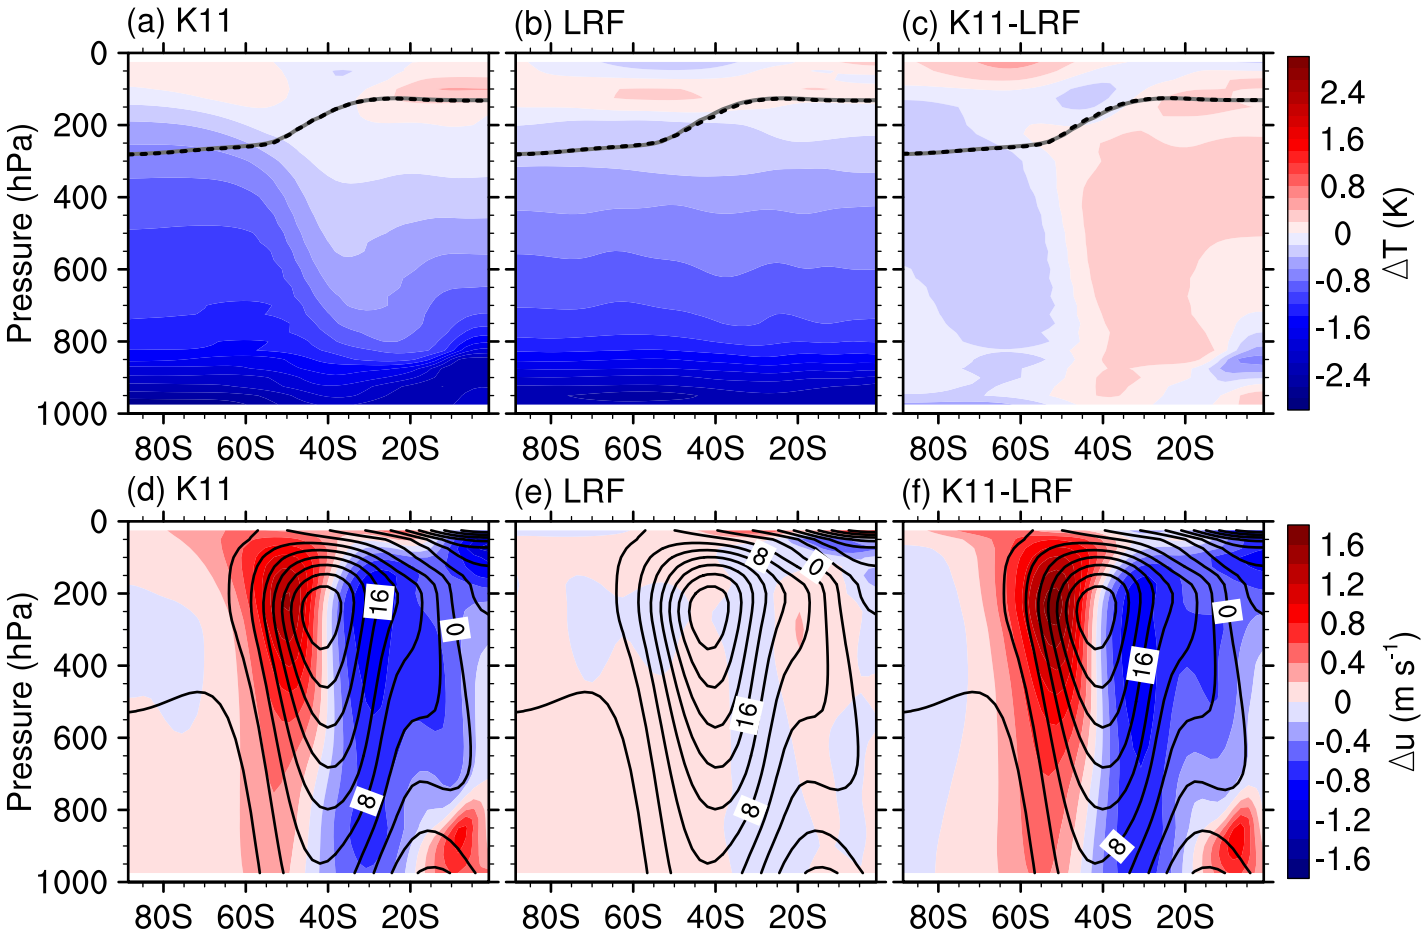 (a) K11
(b) LRF
(c) K11-LRF
Pressure (hPa)
0
200
400
600
800
1000
80S 60S 40S 20S
80S 60S 40S 20S
80S 60S 40S 20S
2.4
1.6
0.8
0
-0.8
-1.6
-2.4
△T (K)
(d) K11
(e) LRF
(f) K11-LRF
Pressure (hPa)
0
200
400
600
800
1000
16
0
8
8
0
16
8
0
16
8
80S 60S 40S 20S
80S 60S 40S 20S
80S 60S 40S 20S
1.6
1.2
0.8
0.4
0
-0.4
-0.8
-1.2
-1.6
△u (m s⁻¹)